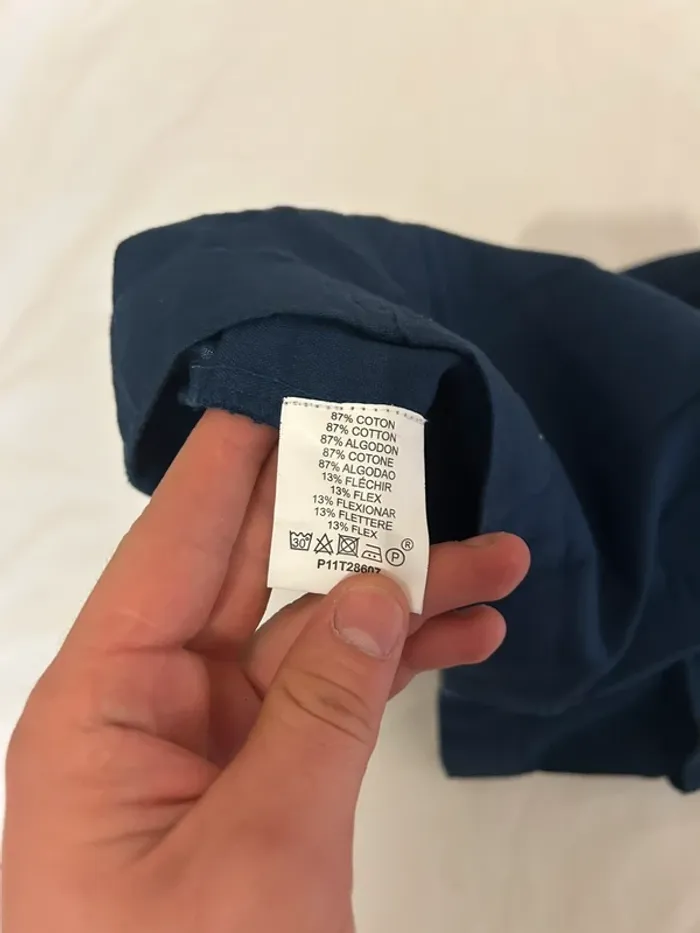 87% COTON
87% COTTON
87% ALGODON
87% COTONE
87% ALGODAO
13% FLÉCHIR
13% FLEX
13% FLEXIONAR
13% FLETTERE
13% FLEX
30 P ®
P11T28607